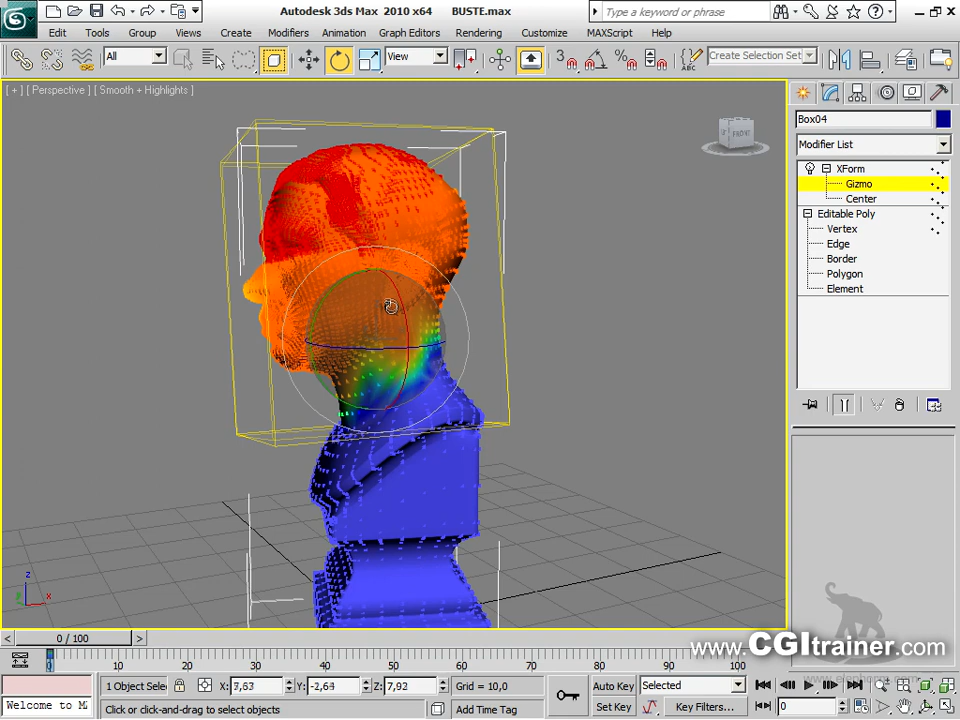 Autodesk 3ds Max 2010 x64 BUSTE.max
Type a keyword or phrase
Edit Tools Group Views Create Modifiers Animation Graph Editors Rendering Customize MAXScript Help
All View 3 Create Selection Set
[ + ] [ Perspective ] [ Smooth + Highlights ]
FRONT
Box04
Modifier List
XForm
Gizmo
Center
Editable Poly
Vertex
Edge
Border
Polygon
Element
z
x
y
www.CGItrainer.com
< 0 / 100 >
0 10 20 30 40 50 60 70 80 90 100
1 Object Selec X: 7,63 Y: -2,64 Z: 7,92 Grid = 10,0 Auto Key Selected
Welcome to MA Click or click-and-drag to select objects Add Time Tag Set Key Key Filters... 0